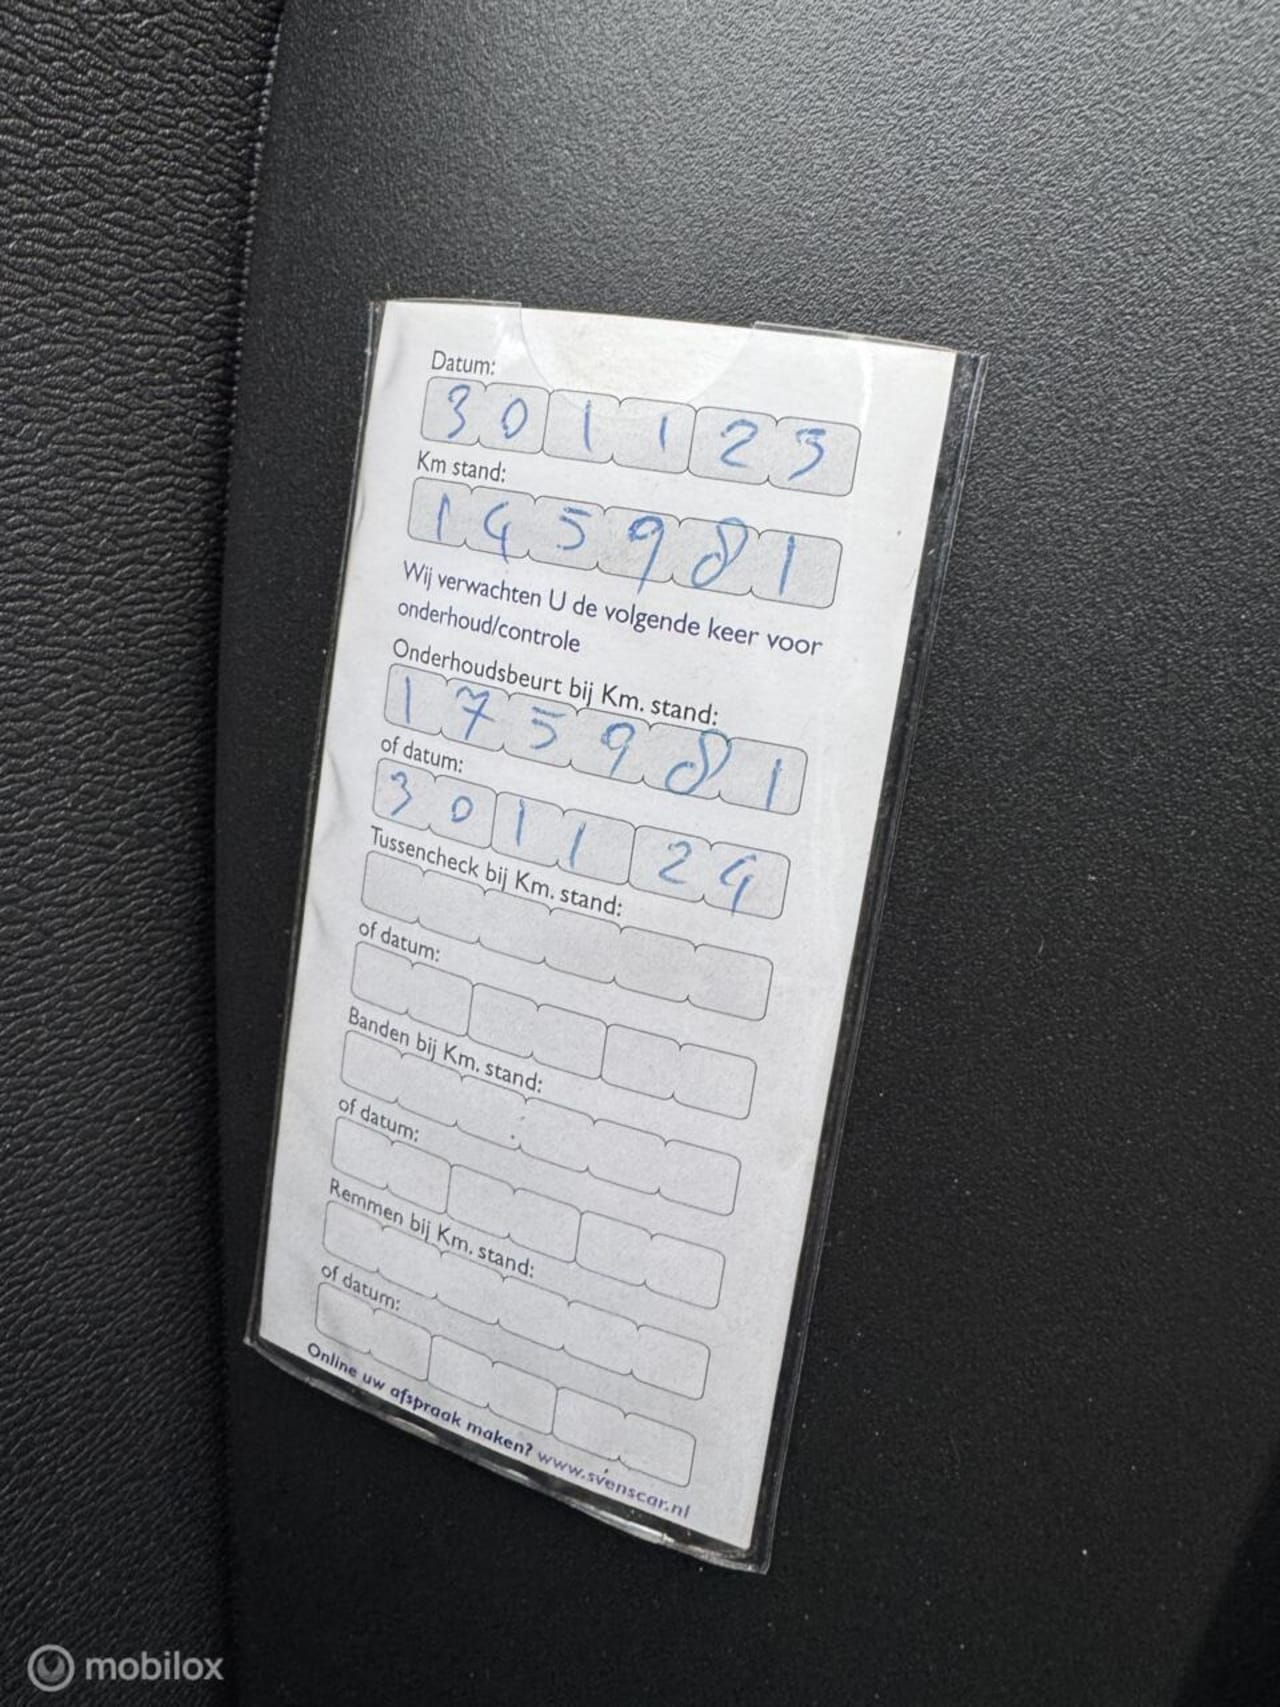 Datum:
301123
Km stand:
145981
Wij verwachten U de volgende keer voor
onderhoud/controle
Onderhoudsbeurt bij Km. stand:
175981
of datum:
301124
Tussencheck bij Km. stand:
of datum:
Banden bij Km. stand:
of datum:
Remmen bij Km. stand:
of datum:
Online uw afspraak maken? www.svenscar.nl
mobilox